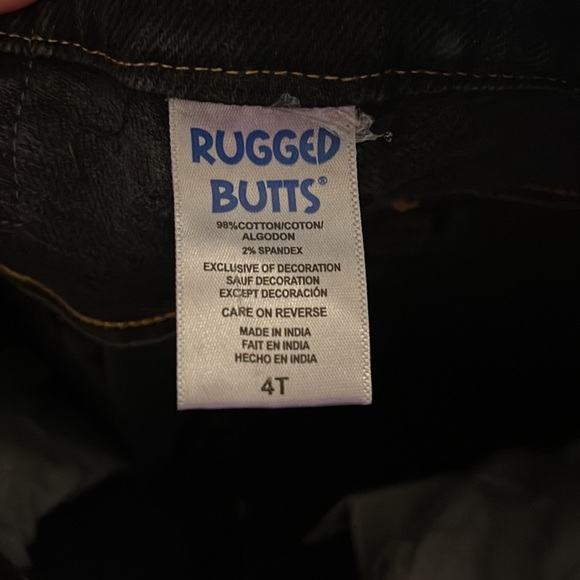 RUGGED
BUTTS®
98%COTTON/COTON/
ALGODON
2% SPANDEX
EXCLUSIVE OF DECORATION
SAUF DECORATION
EXCEPT DECORACIÓN
CARE ON REVERSE
MADE IN INDIA
FAIT EN INDIA
HECHO EN INDIA
4T